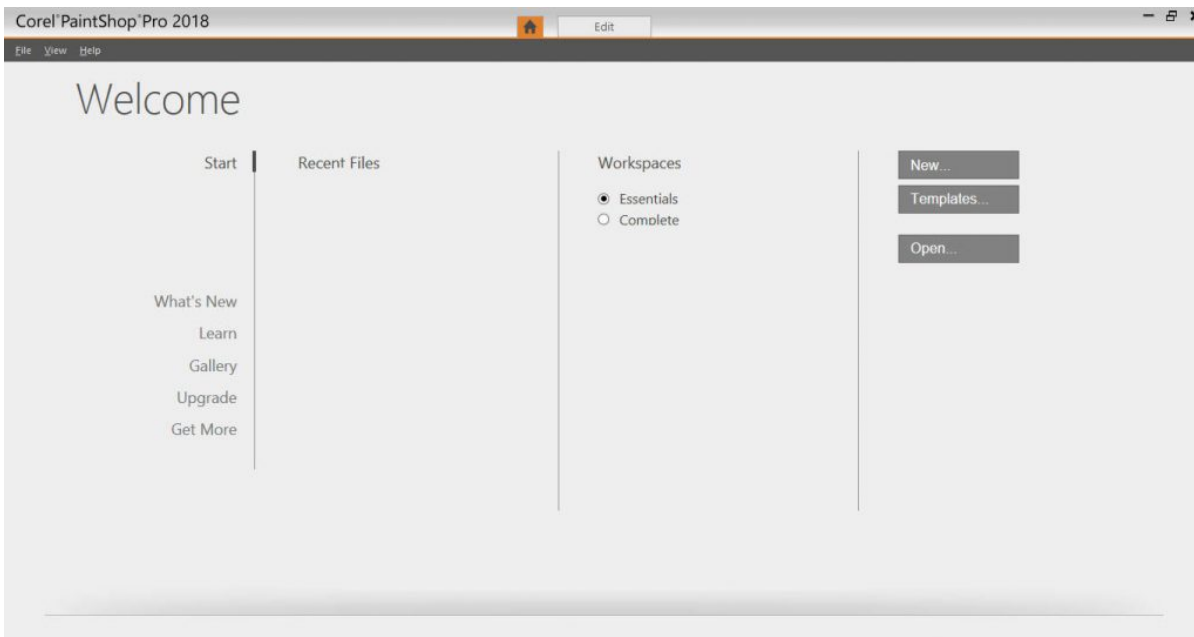 Corel®PaintShop®Pro 2018
Edit
File View Help
Welcome
Start
Recent Files
Workspaces
New...
Essentials
Templates...
Complete
Open...
What's New
Learn
Gallery
Upgrade
Get More